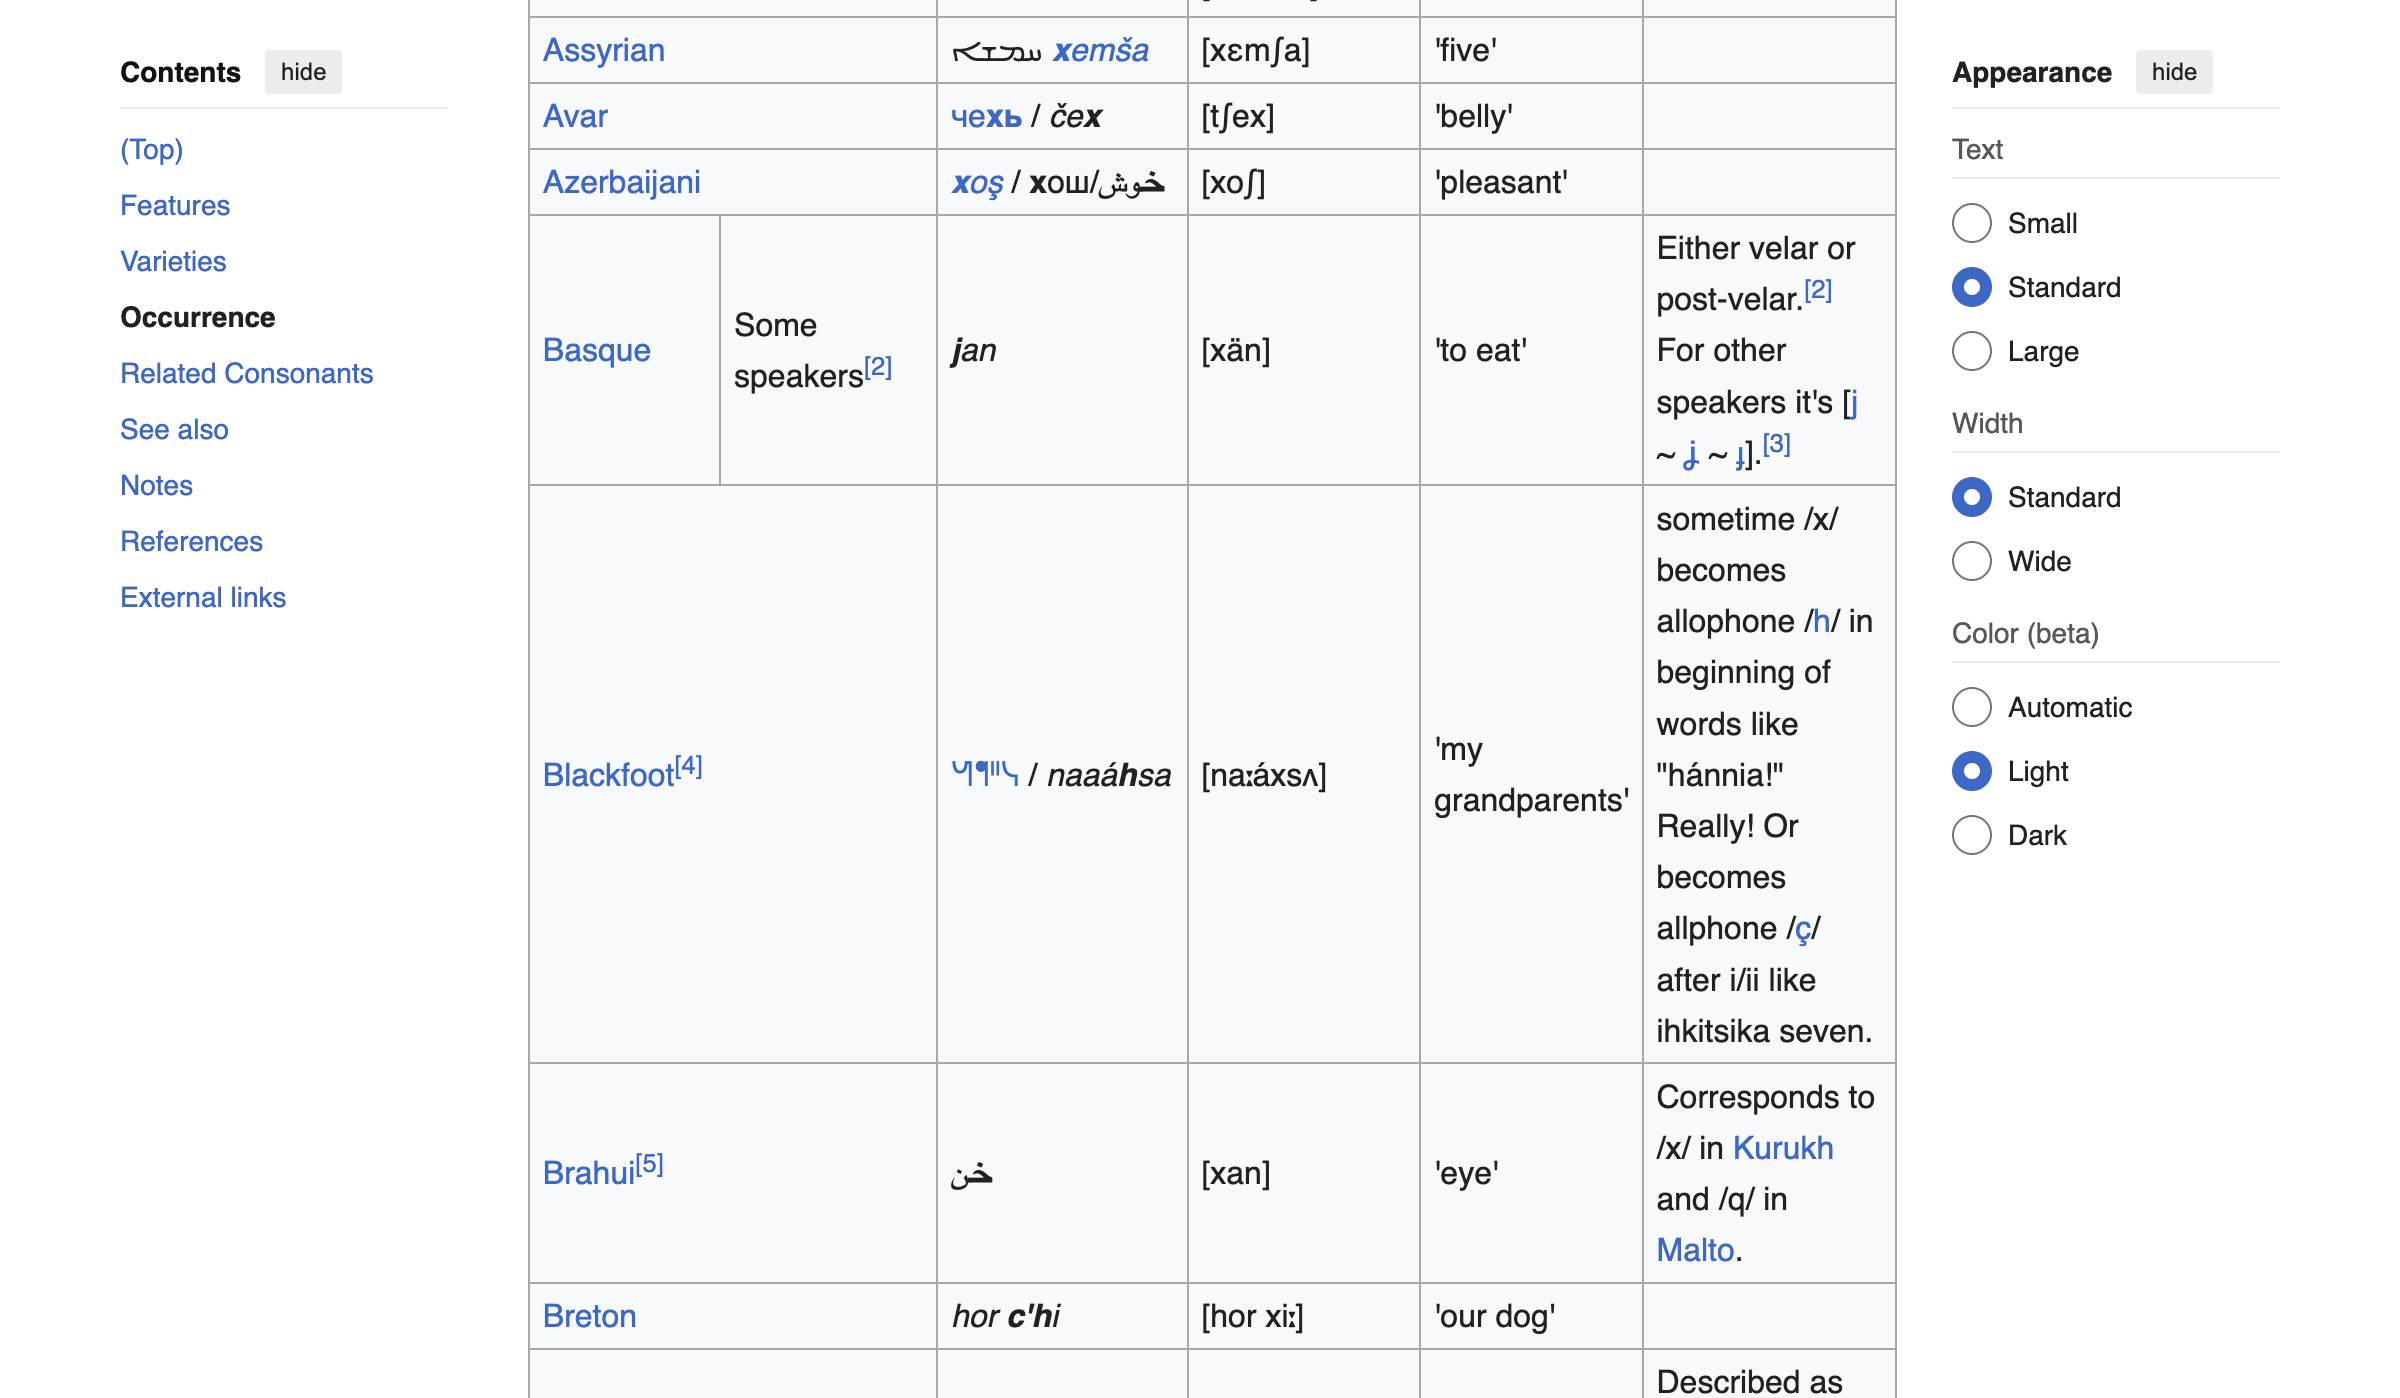 Contents hide
(Top)
Features
Varieties
Occurrence
Related Consonants
See also
Notes
References
External links
Assyrian ܚܡܫܐ xemša [xɛmʃa] 'five'
Avar чехь / čex [tʃex] 'belly'
Azerbaijani xoş / хош/خوش [xoʃ] 'pleasant'
Basque Some speakers[2] jan [xän] 'to eat' Either velar or
post-velar.[2]
For other
speakers it's [j
~ ʝ ~ ɟ].[3]
Blackfoot[4] / naaáhsa [naːáxsʌ] 'my
grandparents'
sometime /x/
becomes
allophone /h/ in
beginning of
words like
"hánnia!"
Really! Or
becomes
allphone /ç/
after i/ii like
ihkitsika seven.
Brahui[5] خن [xan] 'eye' Corresponds to
/x/ in Kurukh
and /q/ in
Malto.
Breton hor c'hi [hor xiː] 'our dog'
Described as
Appearance hide
Text
Small
Standard
Large
Width
Standard
Wide
Color (beta)
Automatic
Light
Dark